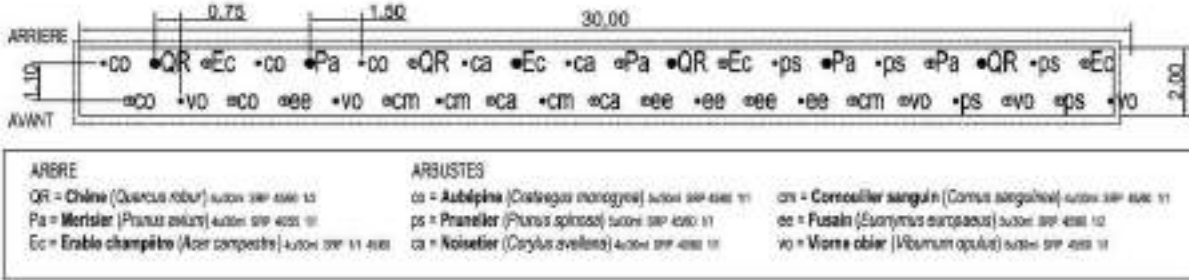 0.75 1.50 30,00
ARRIERE
co QR Ec co Pa co QR ca Ec ca Pa QR Ec ps Pa ps Pa QR ps Ec
1.10 2.00
co vo co ee vo cm cm ca cm ca ee ee ee ee cm vo ps vo ps vo
AVANT
ARBRE ARBUSTES
QR = Chêne (Quercus robur) co = Aubépine (Crataegus monogyna) cm = Cornouiller sanguin (Cornus sanguinea)
Pa = Merisier (Prunus avium) ps = Prunelier (Prunus spinosa) ee = Fusain (Euonymus europaeus)
Ec = Erable champêtre (Acer campestre) ca = Noisetier (Corylus avellana) vo = Viorne obier (Viburnum opulus)